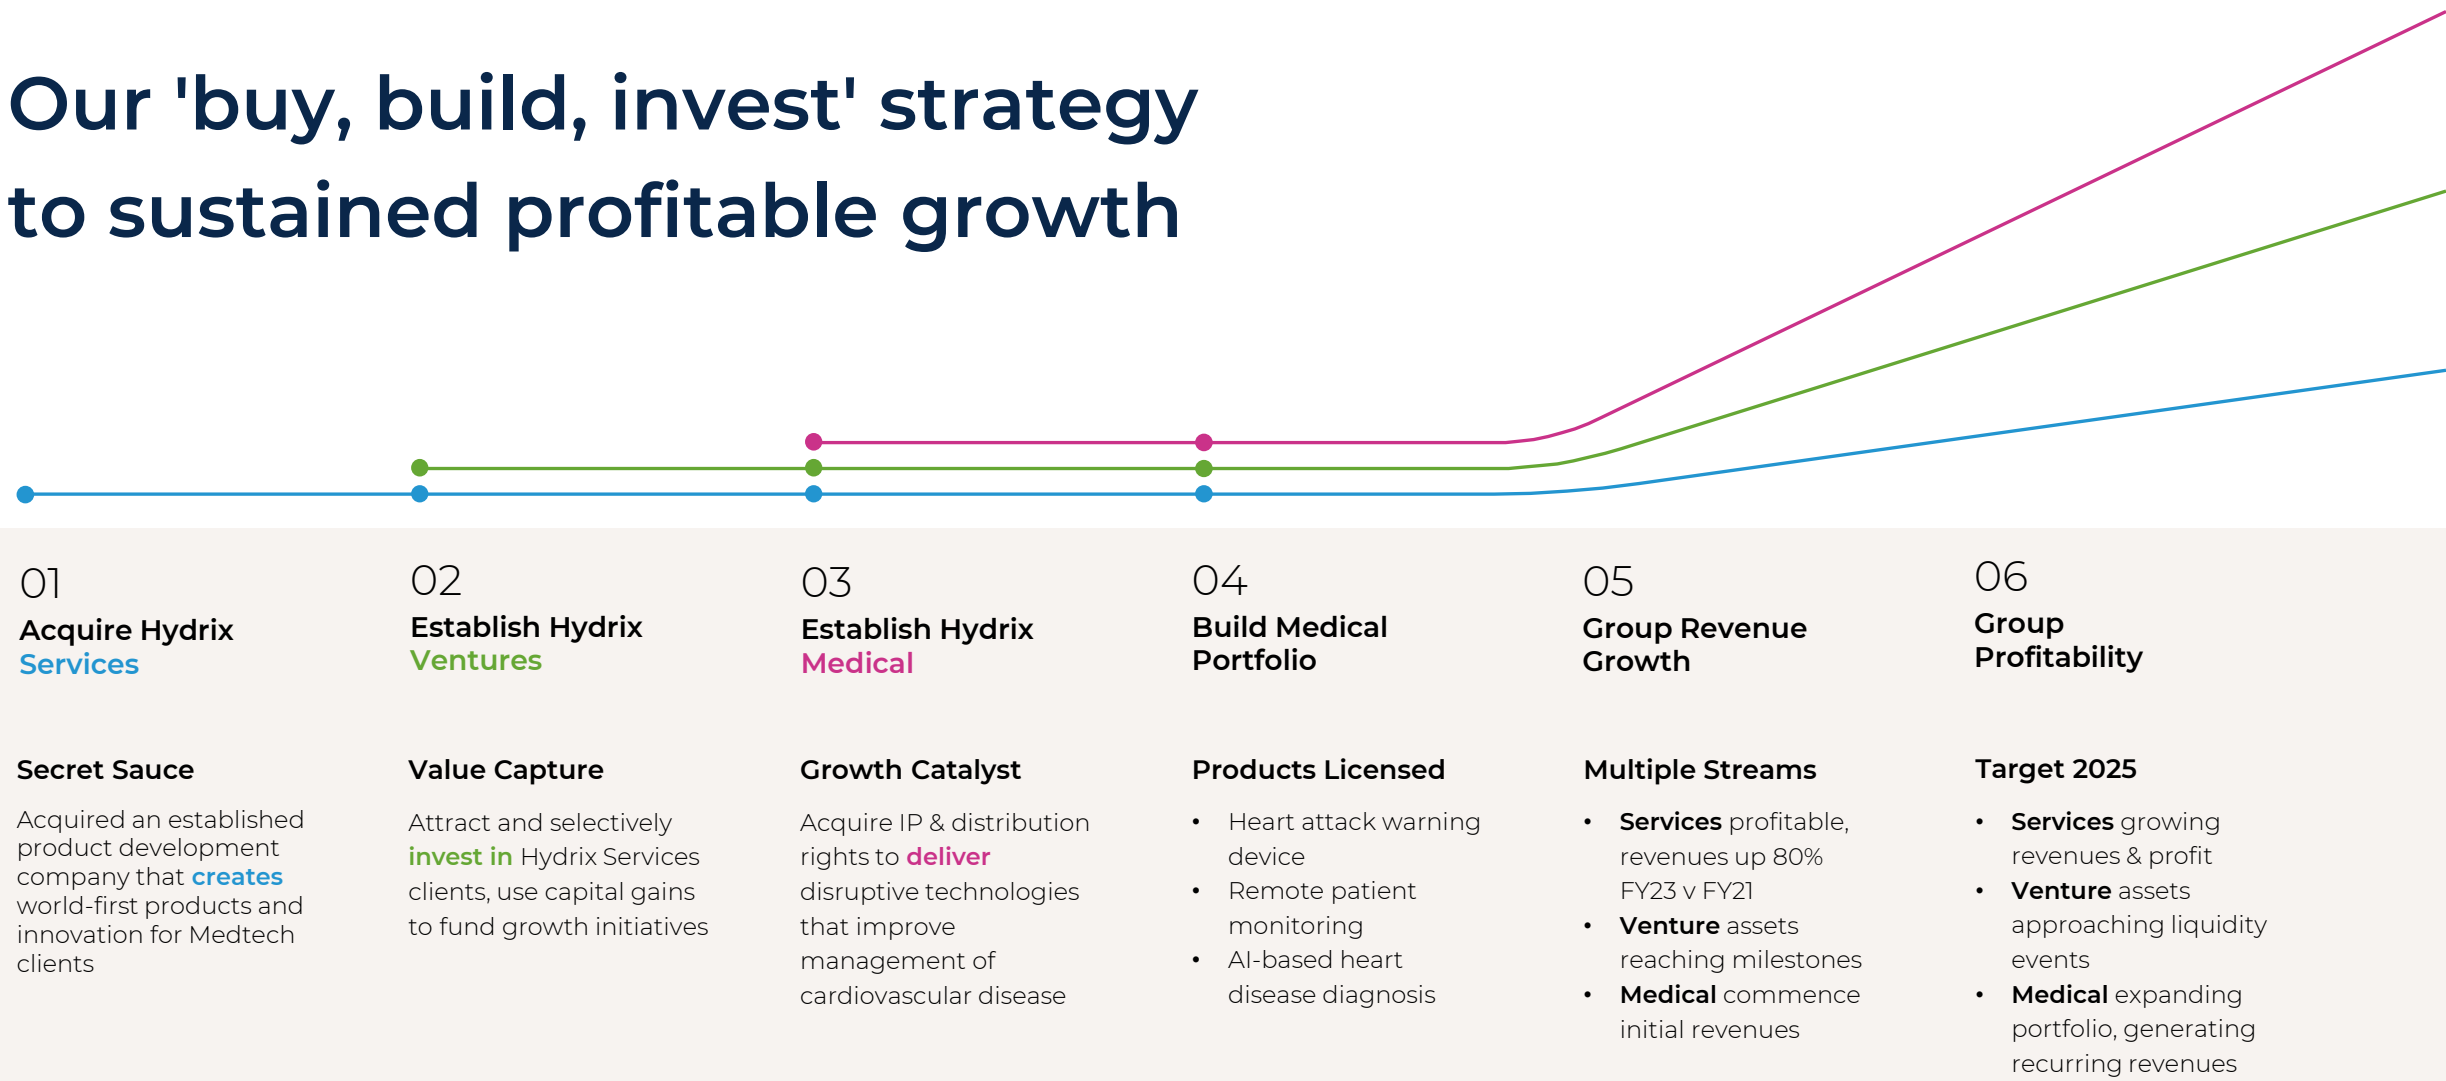 Our 'buy, build, invest' strategy
to sustained profitable growth
01
Acquire Hydrix
Services
Secret Sauce
Acquired an established
product development
company that creates
world-first products and
innovation for Medtech
clients
02
Establish Hydrix
Ventures
Value Capture
Attract and selectively
invest in Hydrix Services
clients, use capital gains
to fund growth initiatives
03
Establish Hydrix
Medical
Growth Catalyst
Acquire IP & distribution
rights to deliver
disruptive technologies
that improve
management of
cardiovascular disease
04
Build Medical
Portfolio
Products Licensed
• Heart attack warning
device
• Remote patient
monitoring
• AI-based heart
disease diagnosis
05
Group Revenue
Growth
Multiple Streams
• Services profitable,
revenues up 80%
FY23 v FY21
• Venture assets
reaching milestones
• Medical commence
initial revenues
06
Group
Profitability
Target 2025
• Services growing
revenues & profit
• Venture assets
approaching liquidity
events
• Medical expanding
portfolio, generating
recurring revenues